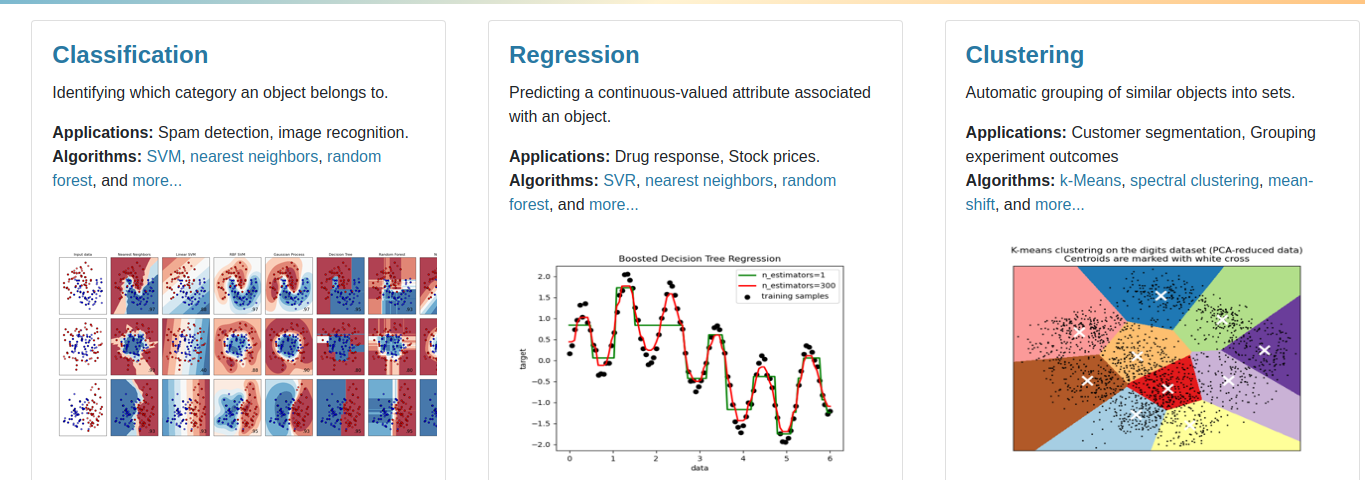 Classification
Identifying which category an object belongs to.
Applications: Spam detection, image recognition.
Algorithms: SVM, nearest neighbors, random
forest, and more...
Input data
Nearest Neighbors
Linear SVM
RBF SVM
Gaussian Process
Decision Tree
Random Forest
Regression
Predicting a continuous-valued attribute associated
with an object.
Applications: Drug response, Stock prices.
Algorithms: SVR, nearest neighbors, random
forest, and more...
Boosted Decision Tree Regression
n_estimators=1
n_estimators=300
training samples
target
2.0
1.5
1.0
0.5
0.0
−0.5
−1.0
−1.5
−2.0
0 1 2 3 4 5 6
data
Clustering
Automatic grouping of similar objects into sets.
Applications: Customer segmentation, Grouping
experiment outcomes
Algorithms: k-Means, spectral clustering, mean-
shift, and more...
K-means clustering on the digits dataset (PCA-reduced data)
Centroids are marked with white cross